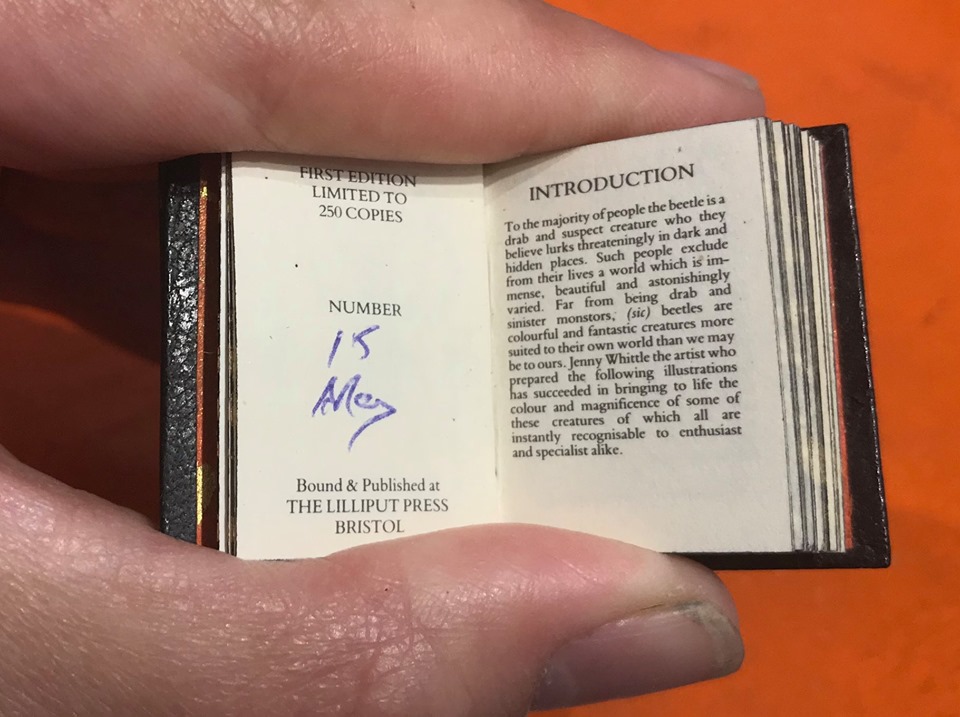 FIRST EDITION
LIMITED TO
250 COPIES
NUMBER
15
Bound & Published at
THE LILLIPUT PRESS
BRISTOL
INTRODUCTION
To the majority of people the beetle is a
drab and suspect creature who they
believe lurks threateningly in dark and
hidden places. Such people exclude
from their lives a world which is im–
mense, beautiful and astonishingly
varied. Far from being drab and
sinister monstors, (sic) beetles are
colourful and fantastic creatures more
suited to their own world than we may
be to ours. Jenny Whittle the artist who
prepared the following illustrations
has succeeded in bringing to life the
colour and magnificence of some of
these creatures of which all are
instantly recognisable to enthusiast
and specialist alike.